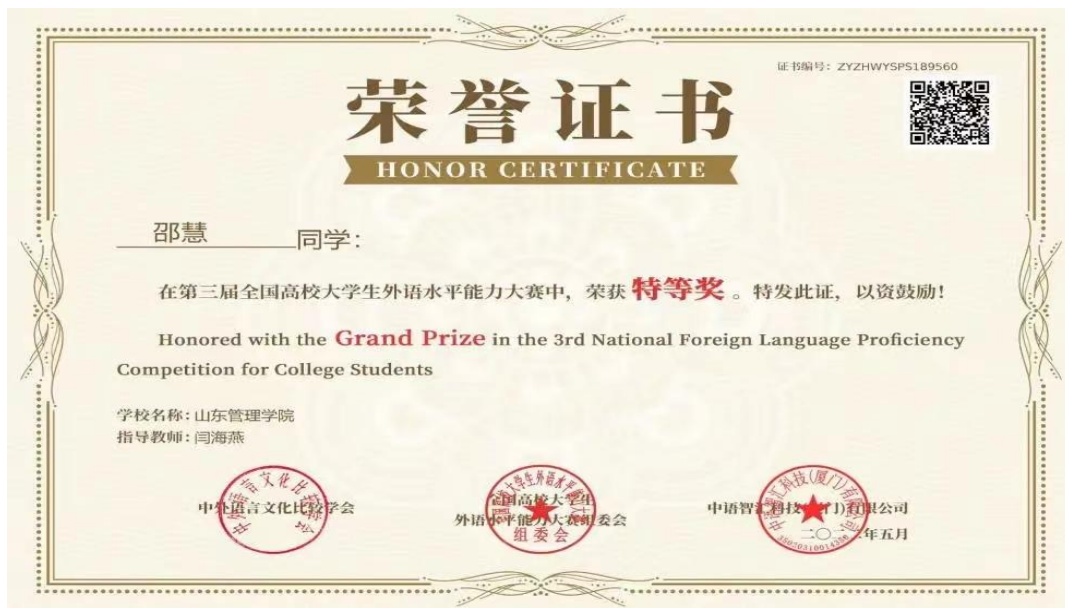 证书编号：ZYZHWYSPS189560
荣誉证书
HONOR CERTIFICATE
邵慧 同学：
在第三届全国高校大学生外语水平能力大赛中，荣获 特等奖 。特发此证，以资鼓励！
Honored with the Grand Prize in the 3rd National Foreign Language Proficiency
Competition for College Students
学校名称：山东管理学院
指导教师：闫海燕
中外语言文化比较学会
全国高校大学生
外语水平能力大赛组委会
组委会
中语智汇科技(厦门)有限公司
二〇二 年五月